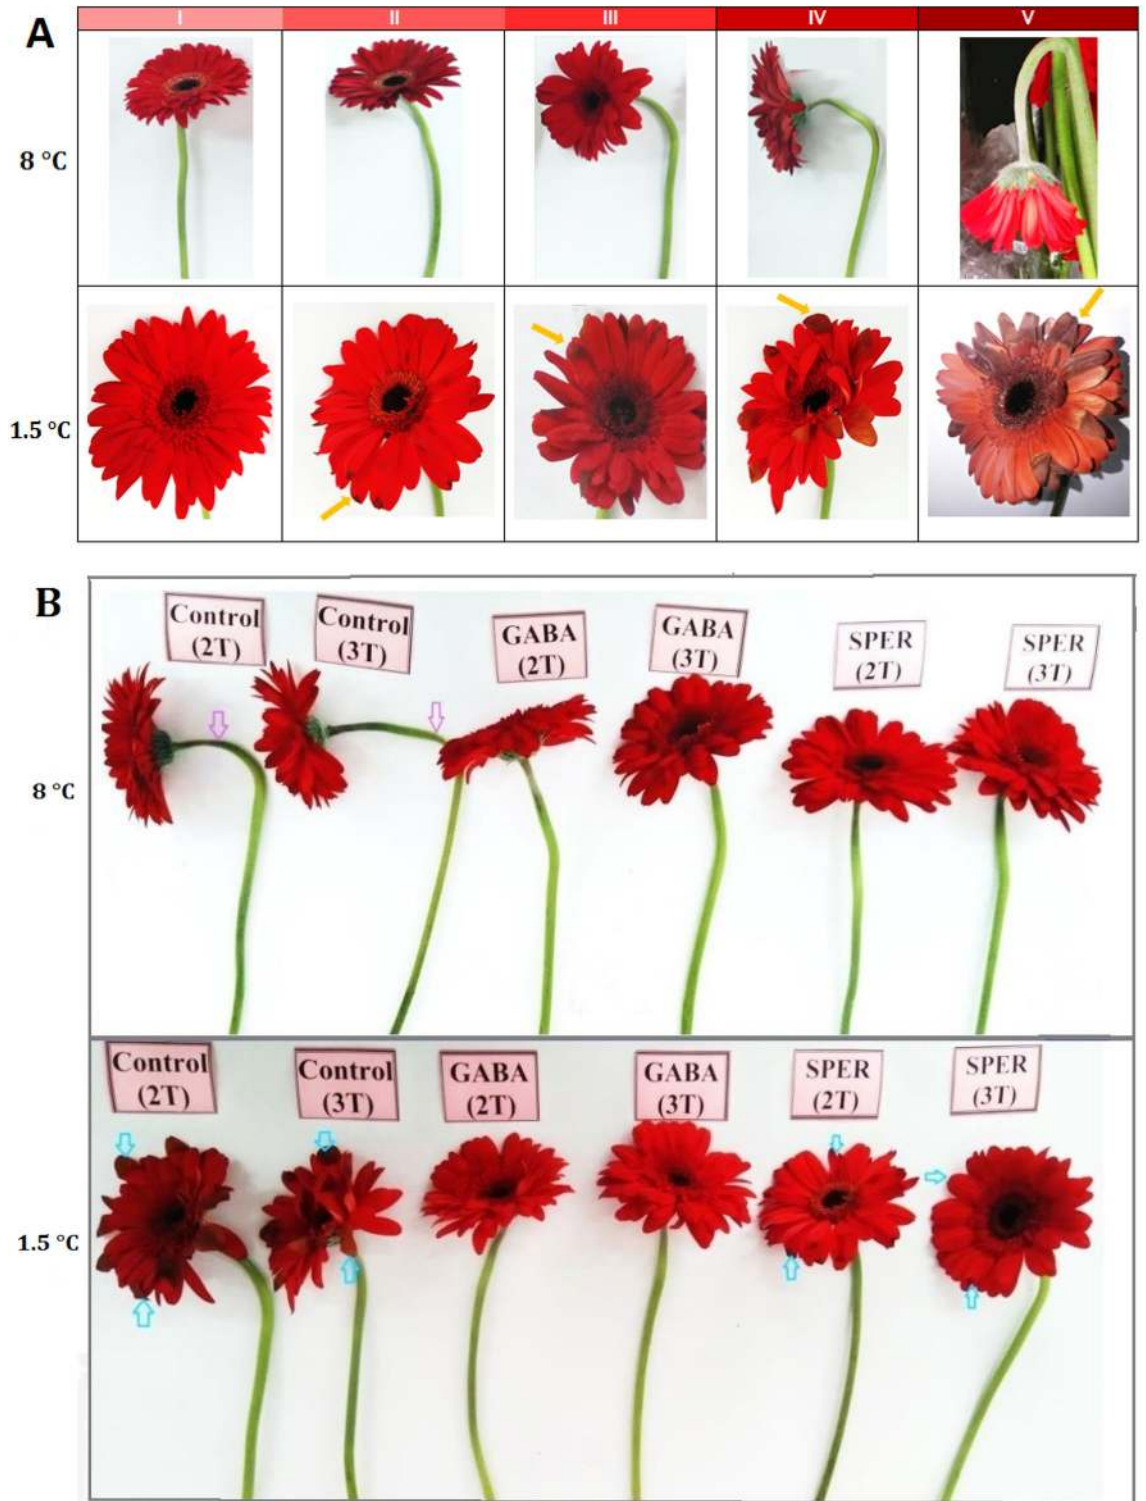 A
I II III IV V
8 °C
1.5 °C
B
Control
(2T)
Control
(3T)
GABA
(2T)
GABA
(3T)
SPER
(2T)
SPER
(3T)
8 °C
Control
(2T)
Control
(3T)
GABA
(2T)
GABA
(3T)
SPER
(2T)
SPER
(3T)
1.5 °C